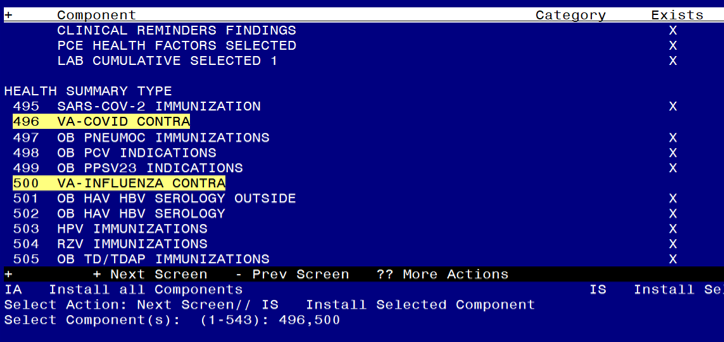 + Component Category Exists
CLINICAL REMINDERS FINDINGS X
PCE HEALTH FACTORS SELECTED X
LAB CUMULATIVE SELECTED 1 X
HEALTH SUMMARY TYPE
495 SARS-COV-2 IMMUNIZATION X
496 VA-COVID CONTRA
497 OB PNEUMOC IMMUNIZATIONS X
498 OB PCV INDICATIONS X
499 OB PPSV23 INDICATIONS X
500 VA-INFLUENZA CONTRA
501 OB HAV HBV SEROLOGY OUTSIDE X
502 OB HAV HBV SEROLOGY X
503 HPV IMMUNIZATIONS X
504 RZV IMMUNIZATIONS X
505 OB TD/TDAP IMMUNIZATIONS X
+ + Next Screen - Prev Screen ?? More Actions
IA Install all Components IS Install Se
Select Action: Next Screen// IS Install Selected Component
Select Component(s): (1-543): 496,500